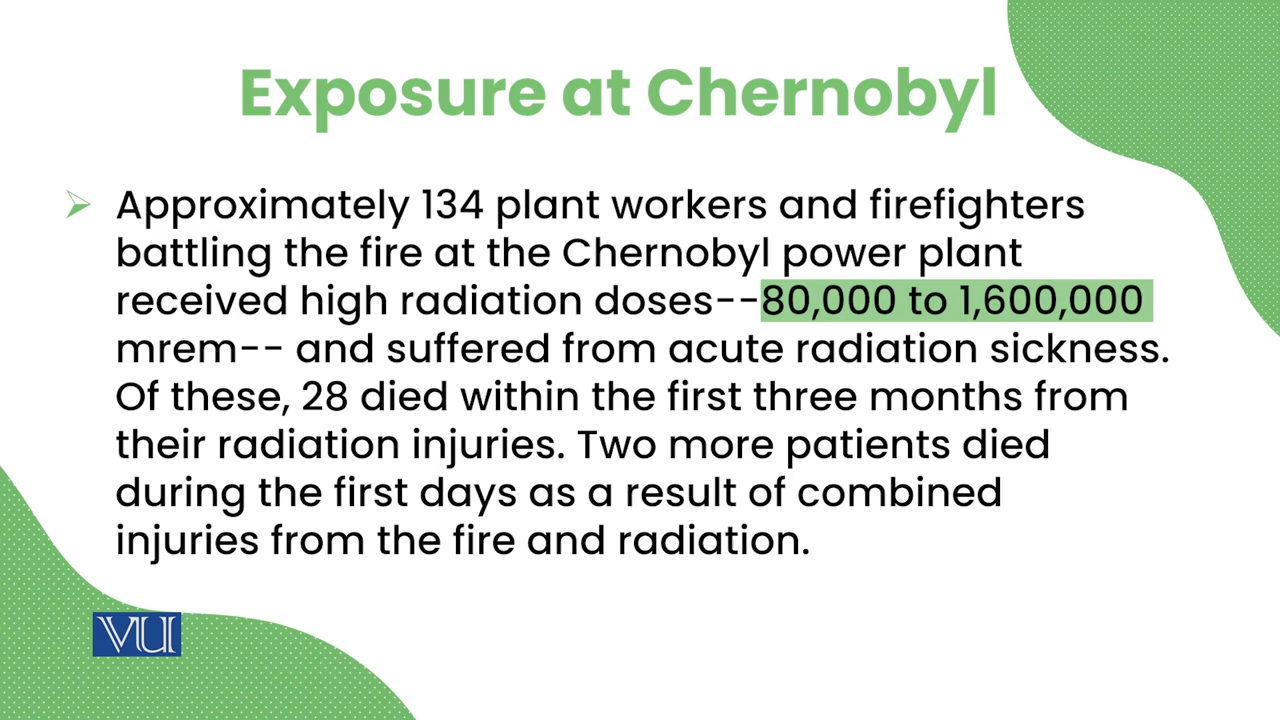 Exposure at Chernobyl
Approximately 134 plant workers and firefighters
battling the fire at the Chernobyl power plant
received high radiation doses--80,000 to 1,600,000
mrem-- and suffered from acute radiation sickness.
Of these, 28 died within the first three months from
their radiation injuries. Two more patients died
during the first days as a result of combined
injuries from the fire and radiation.
VU